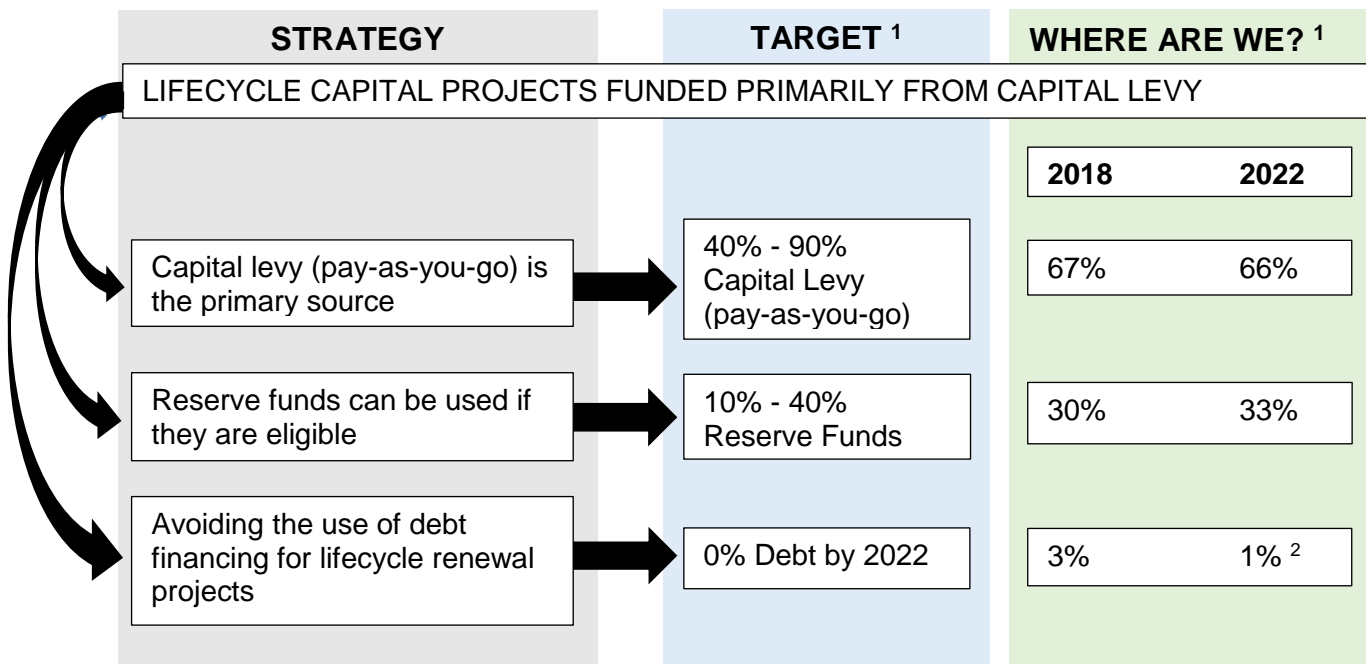 STRATEGY
TARGET ¹
WHERE ARE WE? ¹
LIFECYCLE CAPITAL PROJECTS FUNDED PRIMARILY FROM CAPITAL LEVY
2018 2022
Capital levy (pay-as-you-go) is
the primary source
40% - 90%
Capital Levy
(pay-as-you-go)
67% 66%
Reserve funds can be used if
they are eligible
10% - 40%
Reserve Funds
30% 33%
Avoiding the use of debt
financing for lifecycle renewal
projects
0% Debt by 2022
3% 1% ²